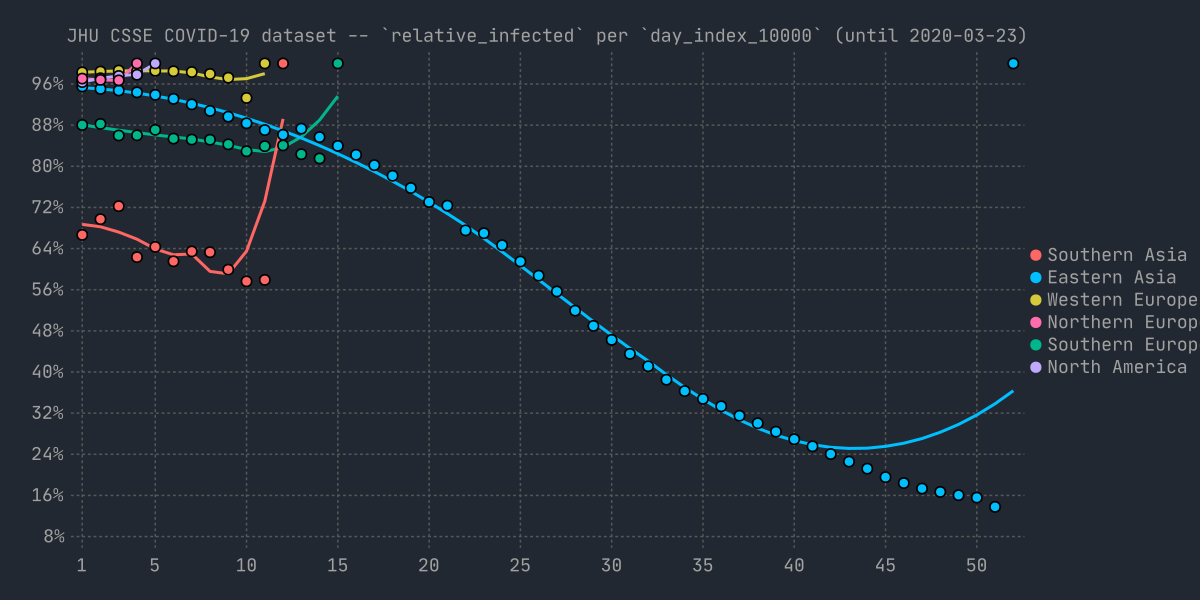 JHU CSSE COVID-19 dataset -- `relative_infected` per `day_index_10000` (until 2020-03-23)
96%
88%
80%
72%
64%
56%
48%
40%
32%
24%
16%
8%
1 5 10 15 20 25 30 35 40 45 50
Southern Asia
Eastern Asia
Western Europe
Northern Europ
Southern Europ
North America